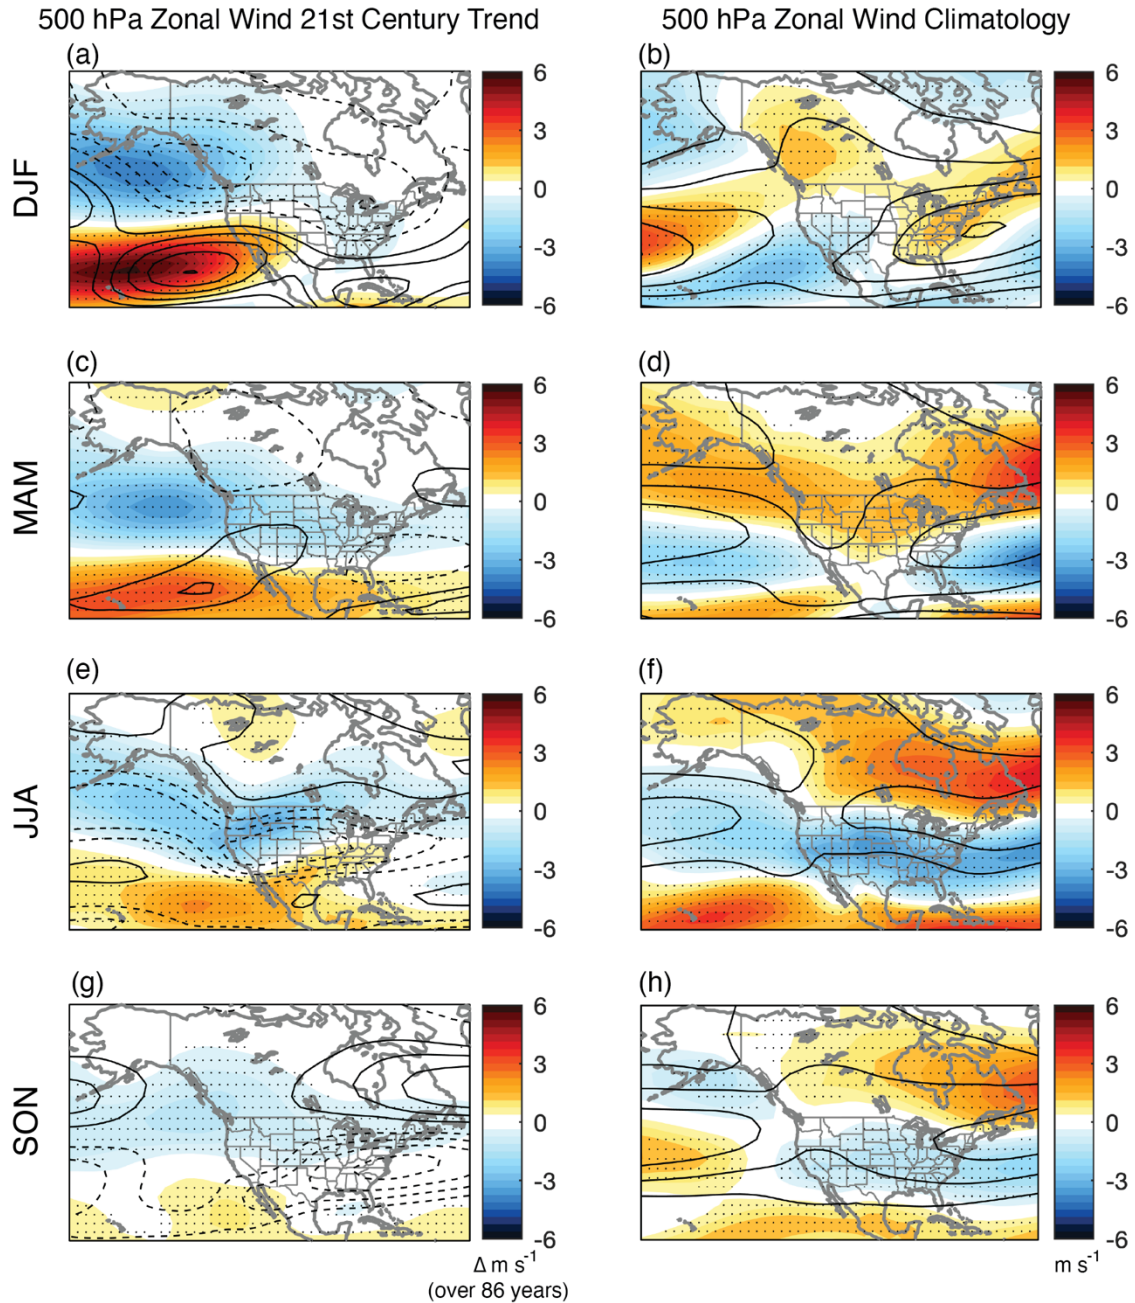 500 hPa Zonal Wind 21st Century Trend
500 hPa Zonal Wind Climatology
(a)
(b)
DJF
6
3
0
-3
-6
6
3
0
-3
-6
(c)
(d)
MAM
6
3
0
-3
-6
6
3
0
-3
-6
(e)
(f)
JJA
6
3
0
-3
-6
6
3
0
-3
-6
(g)
(h)
SON
6
3
0
-3
-6
6
3
0
-3
-6
Δ m s⁻¹
(over 86 years)
m s⁻¹